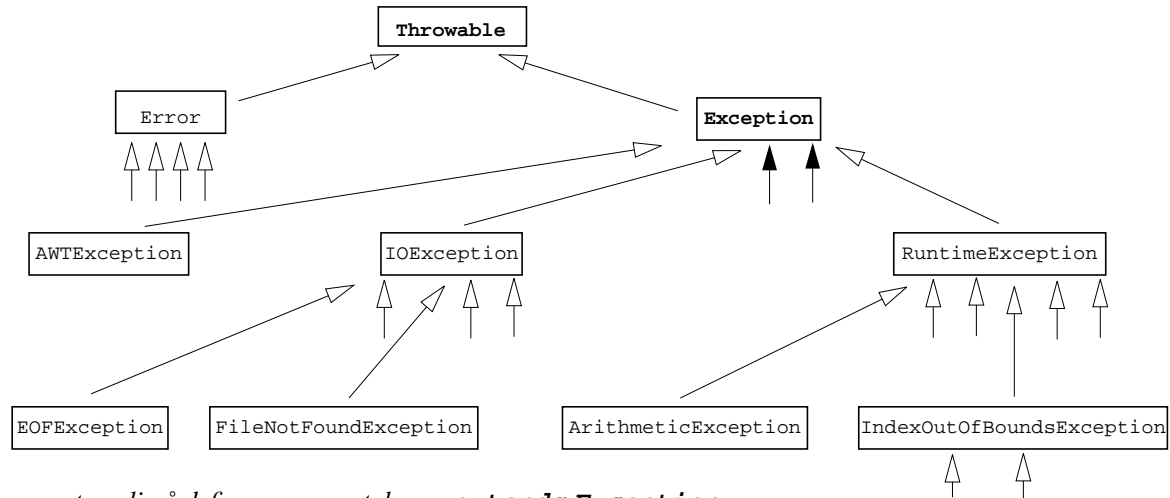 Throwable
Error
Exception
AWTException
IOException
RuntimeException
EOFException
FileNotFoundException
ArithmeticException
IndexOutOfBoundsException